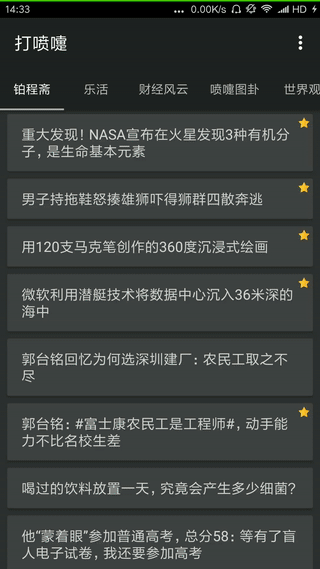 14:33
... 0.00K/s HD
打喷嚏
铂程斋 乐活 财经风云 喷嚏图卦 世界观
重大发现！NASA宣布在火星发现3种有机分
子，是生命基本元素
男子持拖鞋怒揍雄狮吓得狮群四散奔逃
用120支马克笔创作的360度沉浸式绘画
微软利用潜艇技术将数据中心沉入36米深的
海中
郭台铭回忆为何选深圳建厂：农民工取之不
尽
郭台铭：#富士康农民工是工程师#，动手能
力不比名校生差
喝过的饮料放置一天，究竟会产生多少细菌？
他“蒙着眼”参加普通高考，总分58：等有了盲
人电子试卷，我还要参加高考